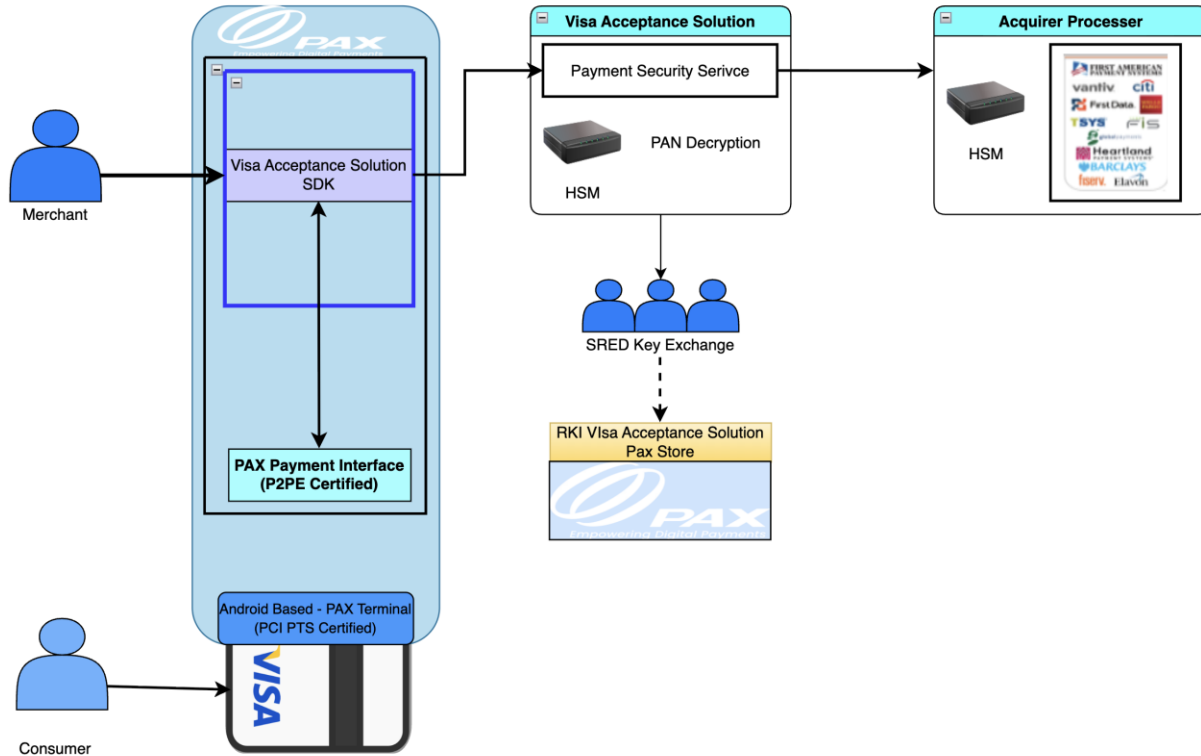 PAX
Empowering Digital Payments
Visa Acceptance Solution
SDK
PAX Payment Interface
(P2PE Certified)
Android Based - PAX Terminal
(PCI PTS Certified)
VISA
Merchant
Consumer
Visa Acceptance Solution
Payment Security Serivce
PAN Decryption
HSM
SRED Key Exchange
RKI VIsa Acceptance Solution
Pax Store
PAX
Empowering Digital Payments
Acquirer Processer
HSM
FIRST AMERICAN
PAYMENT SYSTEMS
vantiv citi
First Data. WELLS
FARGO
TSYS FIS
globalpayments
Heartland
PAYMENT SYSTEMS
BARCLAYS
fiserv. Elavon